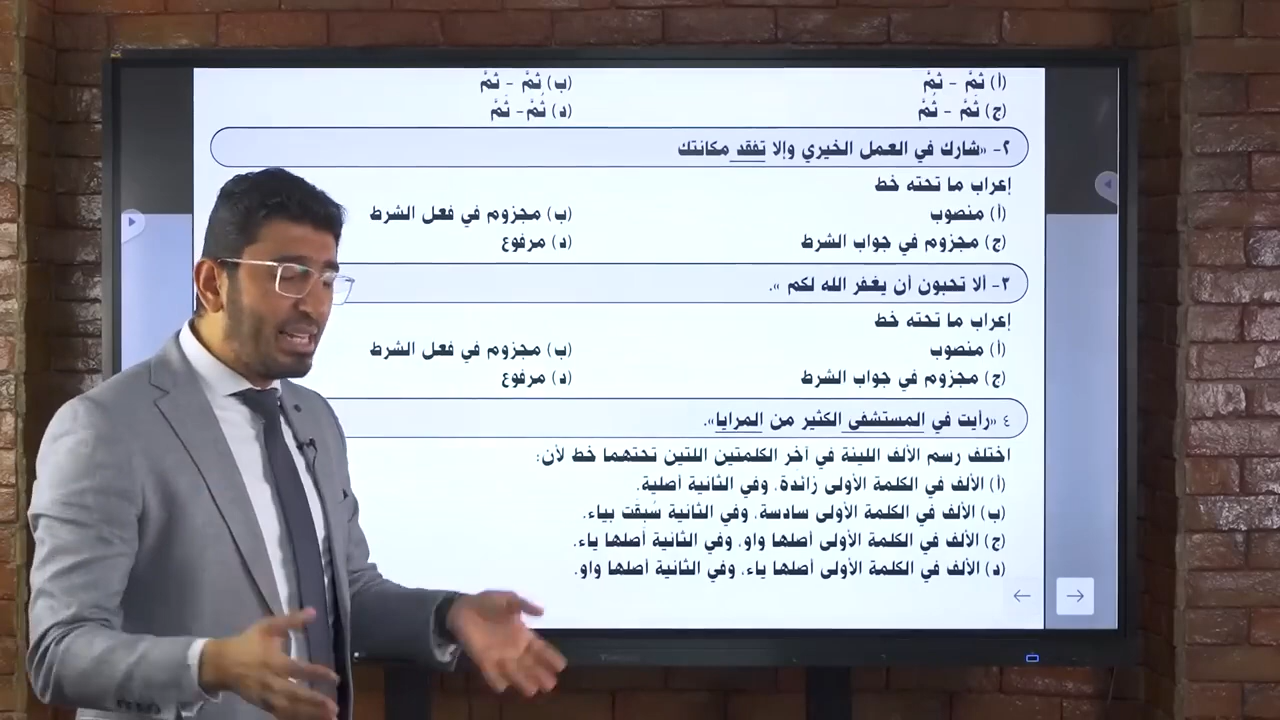 (أ) ثمَّ - ثمَّ (ب) ثمَّ - ثمَّ
(ج) ثَمَّ - ثُمَّ (د) ثُمَّ - ثَمَّ
٢- «شارك في العمل الخيري وإلا تفقد مكانتك
إعراب ما تحته خط
(أ) منصوب (ب) مجزوم في فعل الشرط
(ج) مجزوم في جواب الشرط (د) مرفوع
٣- ألا تحبون أن يغفر الله لكم ».
إعراب ما تحته خط
(أ) منصوب (ب) مجزوم في فعل الشرط
(ج) مجزوم في جواب الشرط (د) مرفوع
٤ «رأيت في المستشفى الكثير من المرايا».
اختلف رسم الألف اللينة في آخر الكلمتين اللتين تحتهما خط لأن:
(أ) الألف في الكلمة الأولى زائدة، وفي الثانية أصلية.
(ب) الألف في الكلمة الأولى سادسة، وفي الثانية سُبقت بياء.
(ج) الألف في الكلمة الأولى أصلها واو، وفي الثانية أصلها ياء.
(د) الألف في الكلمة الأولى أصلها ياء، وفي الثانية أصلها واو.